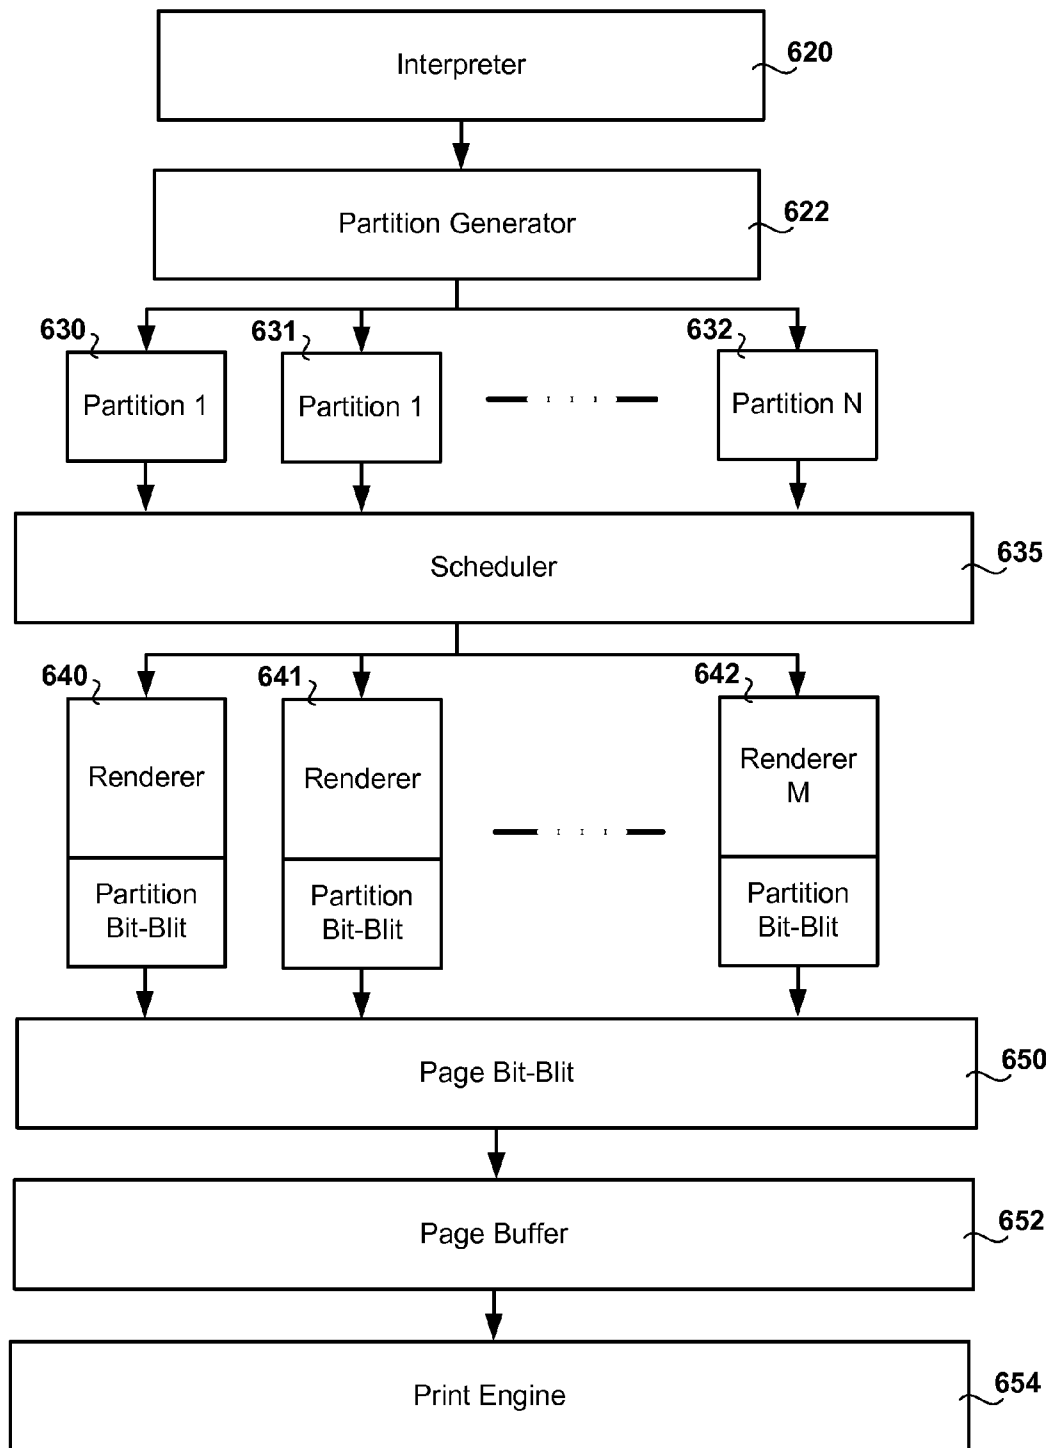 Interpreter
620
Partition Generator
622
630
631
632
Partition 1
Partition 1
Partition N
Scheduler
635
640
641
642
Renderer
Renderer
Renderer
M
Partition
Bit-Blit
Partition
Bit-Blit
Partition
Bit-Blit
Page Bit-Blit
650
Page Buffer
652
Print Engine
654